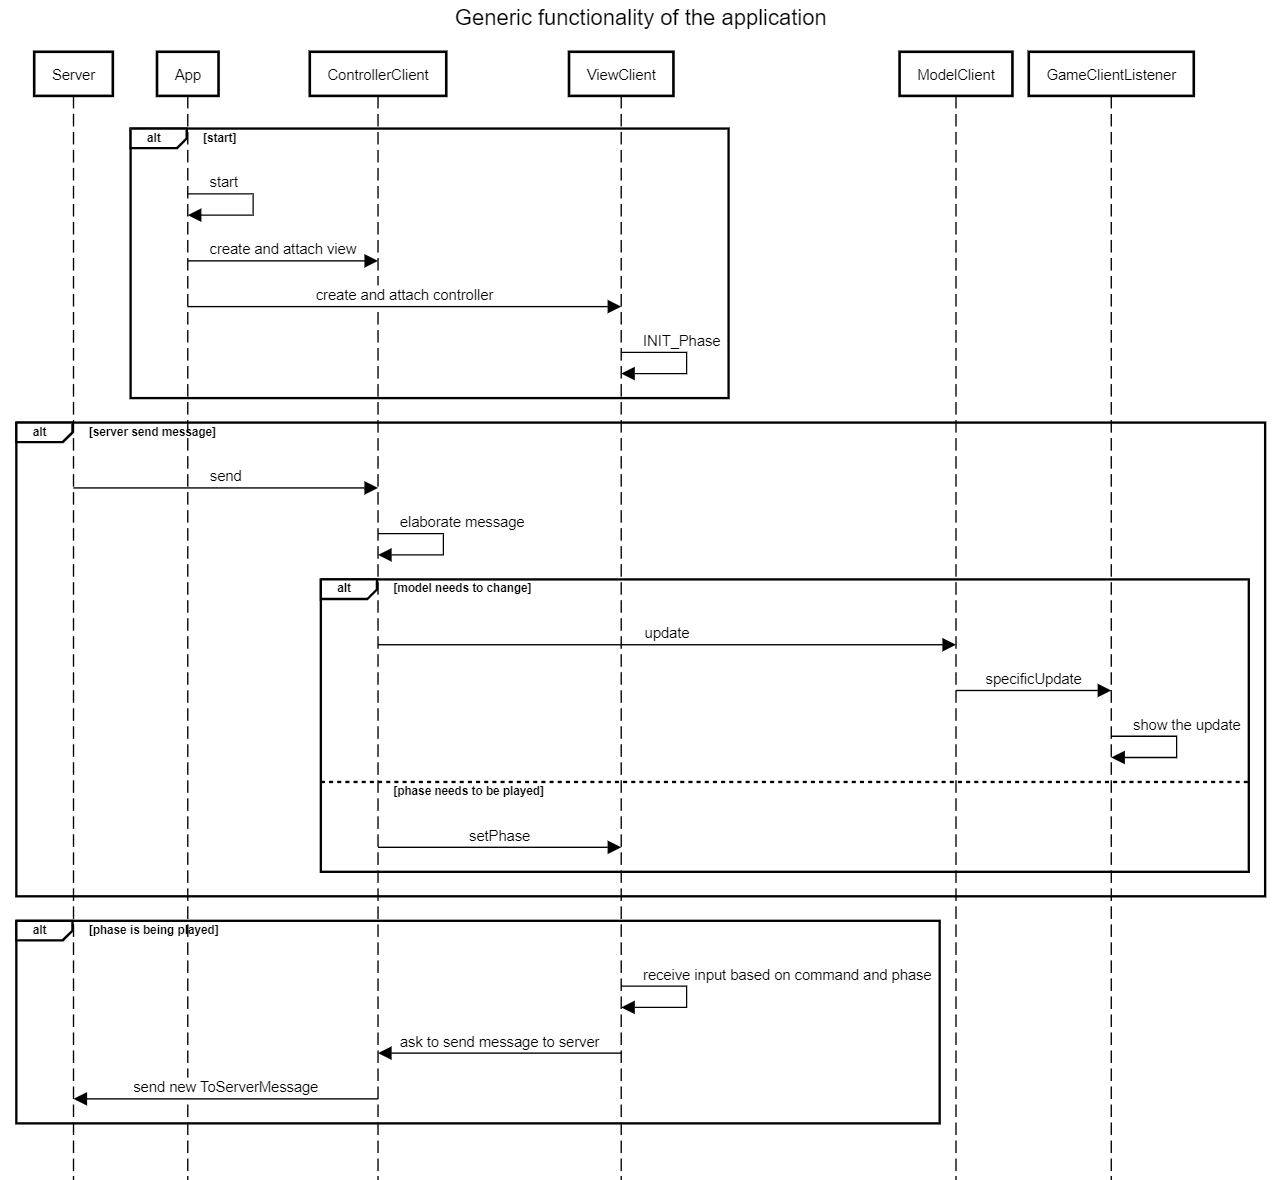 Generic functionality of the application
Server
App
ControllerClient
ViewClient
ModelClient
GameClientListener
alt
[start]
start
create and attach view
create and attach controller
INIT_Phase
alt
[server send message]
send
elaborate message
alt
[model needs to change]
update
specificUpdate
show the update
[phase needs to be played]
setPhase
alt
[phase is being played]
receive input based on command and phase
ask to send message to server
send new ToServerMessage